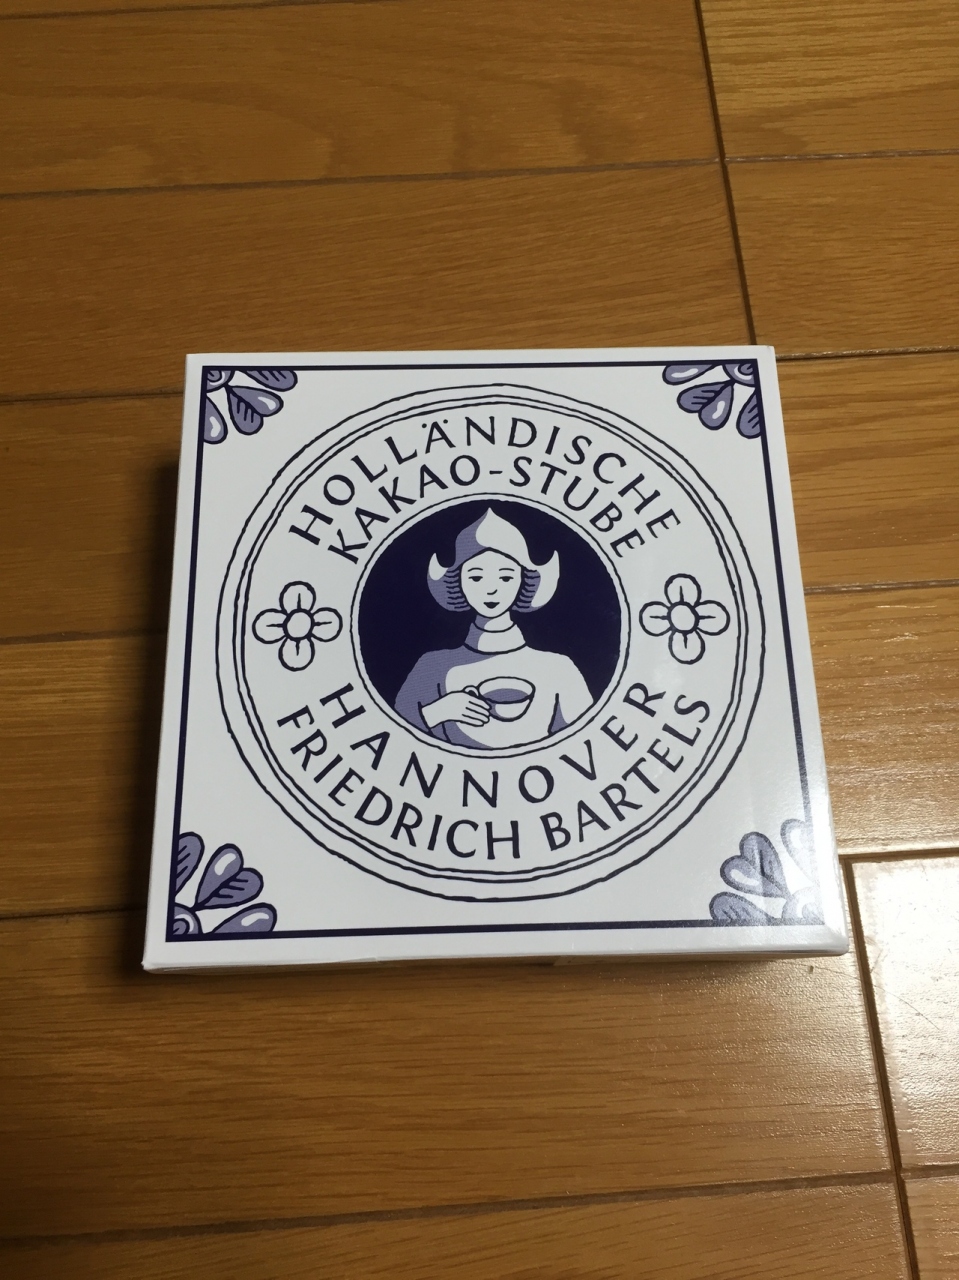 HOLLÄNDISCHE
KAKAO-STUBE
HANNOVER
FRIEDRICH BARTELS